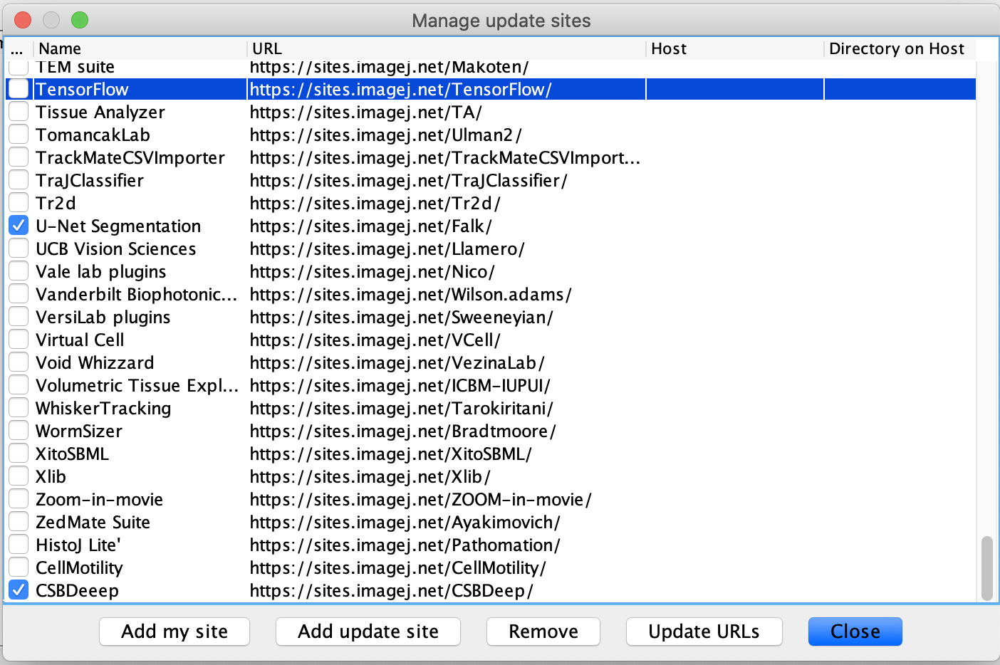 Manage update sites
... Name URL Host Directory on Host
TEM suite https://sites.imagej.net/Makoten/
TensorFlow https://sites.imagej.net/TensorFlow/
Tissue Analyzer https://sites.imagej.net/TA/
TomancakLab https://sites.imagej.net/Ulman2/
TrackMateCSVImporter https://sites.imagej.net/TrackMateCSVImport...
TraJClassifier https://sites.imagej.net/TraJClassifier/
Tr2d https://sites.imagej.net/Tr2d/
U-Net Segmentation https://sites.imagej.net/Falk/
UCB Vision Sciences https://sites.imagej.net/Llamero/
Vale lab plugins https://sites.imagej.net/Nico/
Vanderbilt Biophotonic... https://sites.imagej.net/Wilson.adams/
VersiLab plugins https://sites.imagej.net/Sweeneyian/
Virtual Cell https://sites.imagej.net/VCell/
Void Whizzard https://sites.imagej.net/VezinaLab/
Volumetric Tissue Expl... https://sites.imagej.net/ICBM-IUPUI/
WhiskerTracking https://sites.imagej.net/Tarokiritani/
WormSizer https://sites.imagej.net/Bradtmoore/
XitoSBML https://sites.imagej.net/XitoSBML/
Xlib https://sites.imagej.net/Xlib/
Zoom-in-movie https://sites.imagej.net/ZOOM-in-movie/
ZedMate Suite https://sites.imagej.net/Ayakimovich/
HistoJ Lite' https://sites.imagej.net/Pathomation/
CellMotility https://sites.imagej.net/CellMotility/
CSBDeeep https://sites.imagej.net/CSBDeep/
Add my site Add update site Remove Update URLs Close